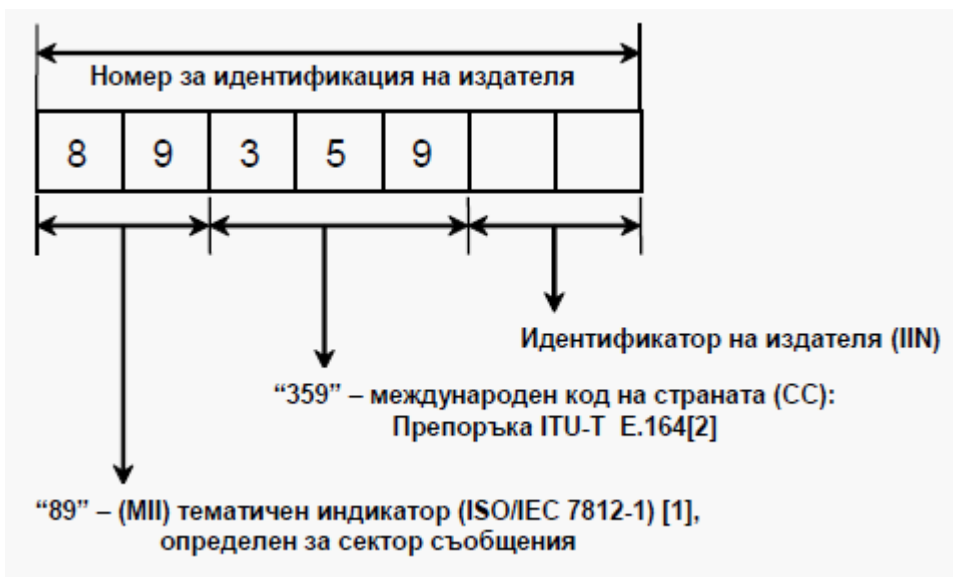 Номер за идентификация на издателя
8 9 3 5 9
Идентификатор на издателя (IIN)
“359” – международен код на страната (CC):
Препоръка ITU-T E.164[2]
“89” – (MII) тематичен индикатор (ISO/IEC 7812-1) [1],
определен за сектор съобщения